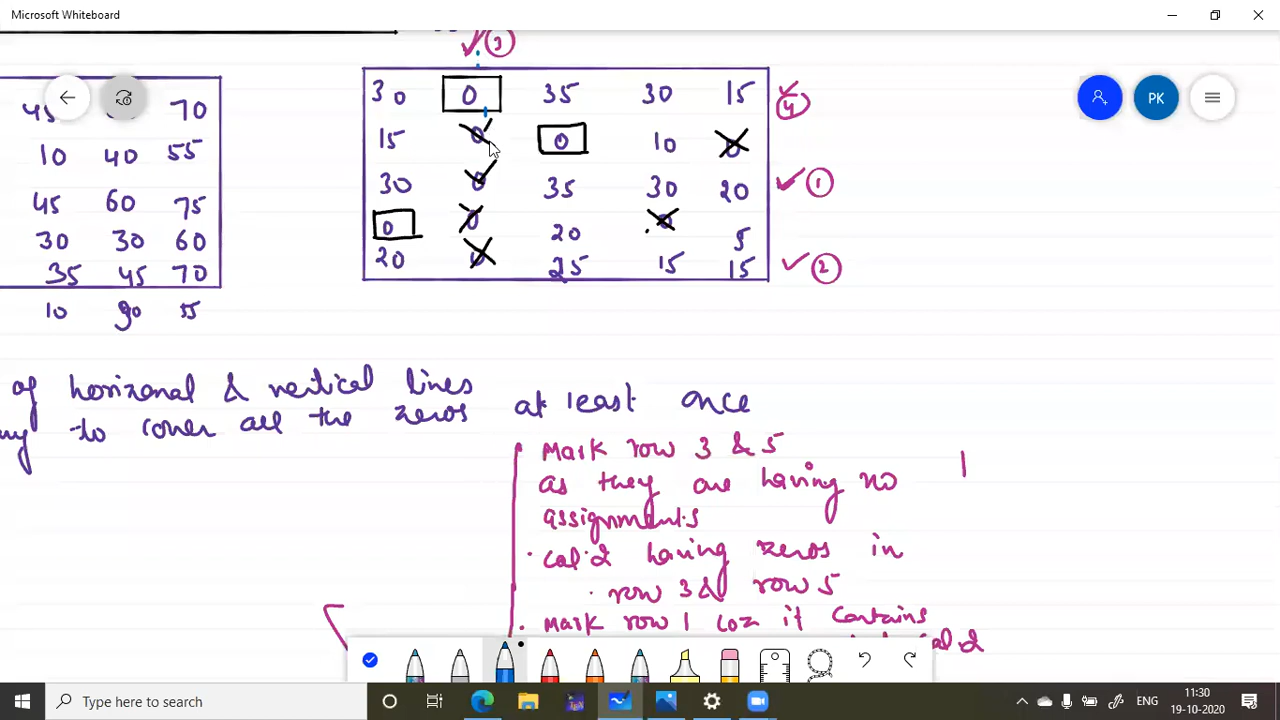 Microsoft Whiteboard
3
30 0 35 30 15 4
15 0 0 10 0
30 0 35 30 20 1
0 0 20 0 5
20 0 25 15 15 2
45 70
10 40 55
45 60 75
30 30 60
35 45 70
10 90 55
PK
of horizonal & vertical lines at least once
to cover all the zeros
Mark row 3 & 5
as they are having no
assignments
col 2 having zeros in
row 3 & row 5
Mark row 1 coz it contains
col 2
Type here to search
ENG
11:30
19-10-2020